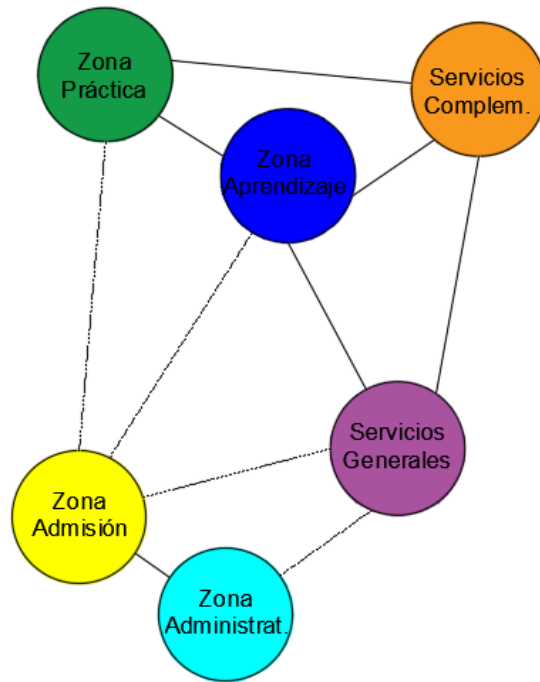 Zona
Práctica
Servicios
Complem.
Zona
Aprendizaje
Servicios
Generales
Zona
Admisión
Zona
Administrat.